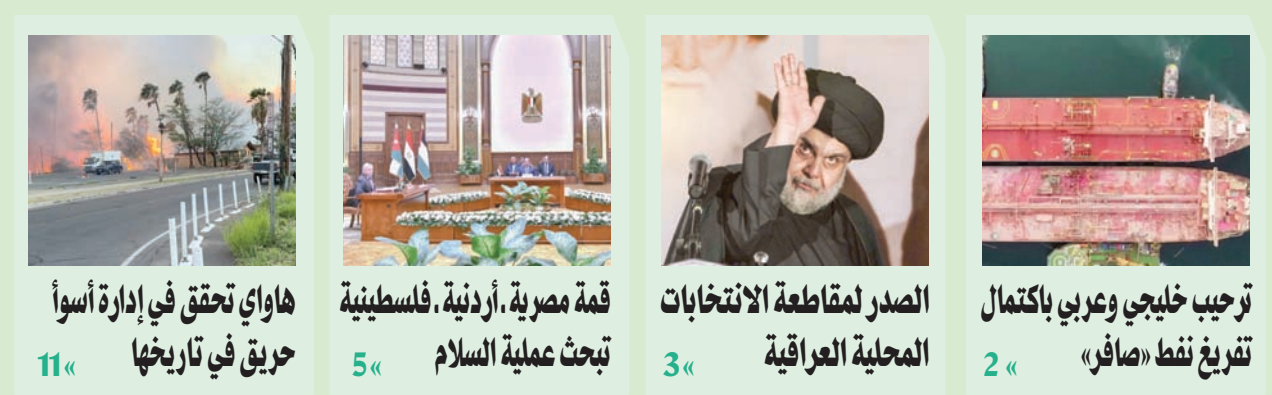 ترحيب خليجي وعربي باكتمال
تفريغ نفط «صافر»
» 2
الصدر لمقاطعة الانتخابات
المحلية العراقية
» 3
قمة مصرية . أردنية . فلسطينية
تبحث عملية السلام
» 5
هاواي تحقق في إدارة أسوأ
حريق في تاريخها
» 11